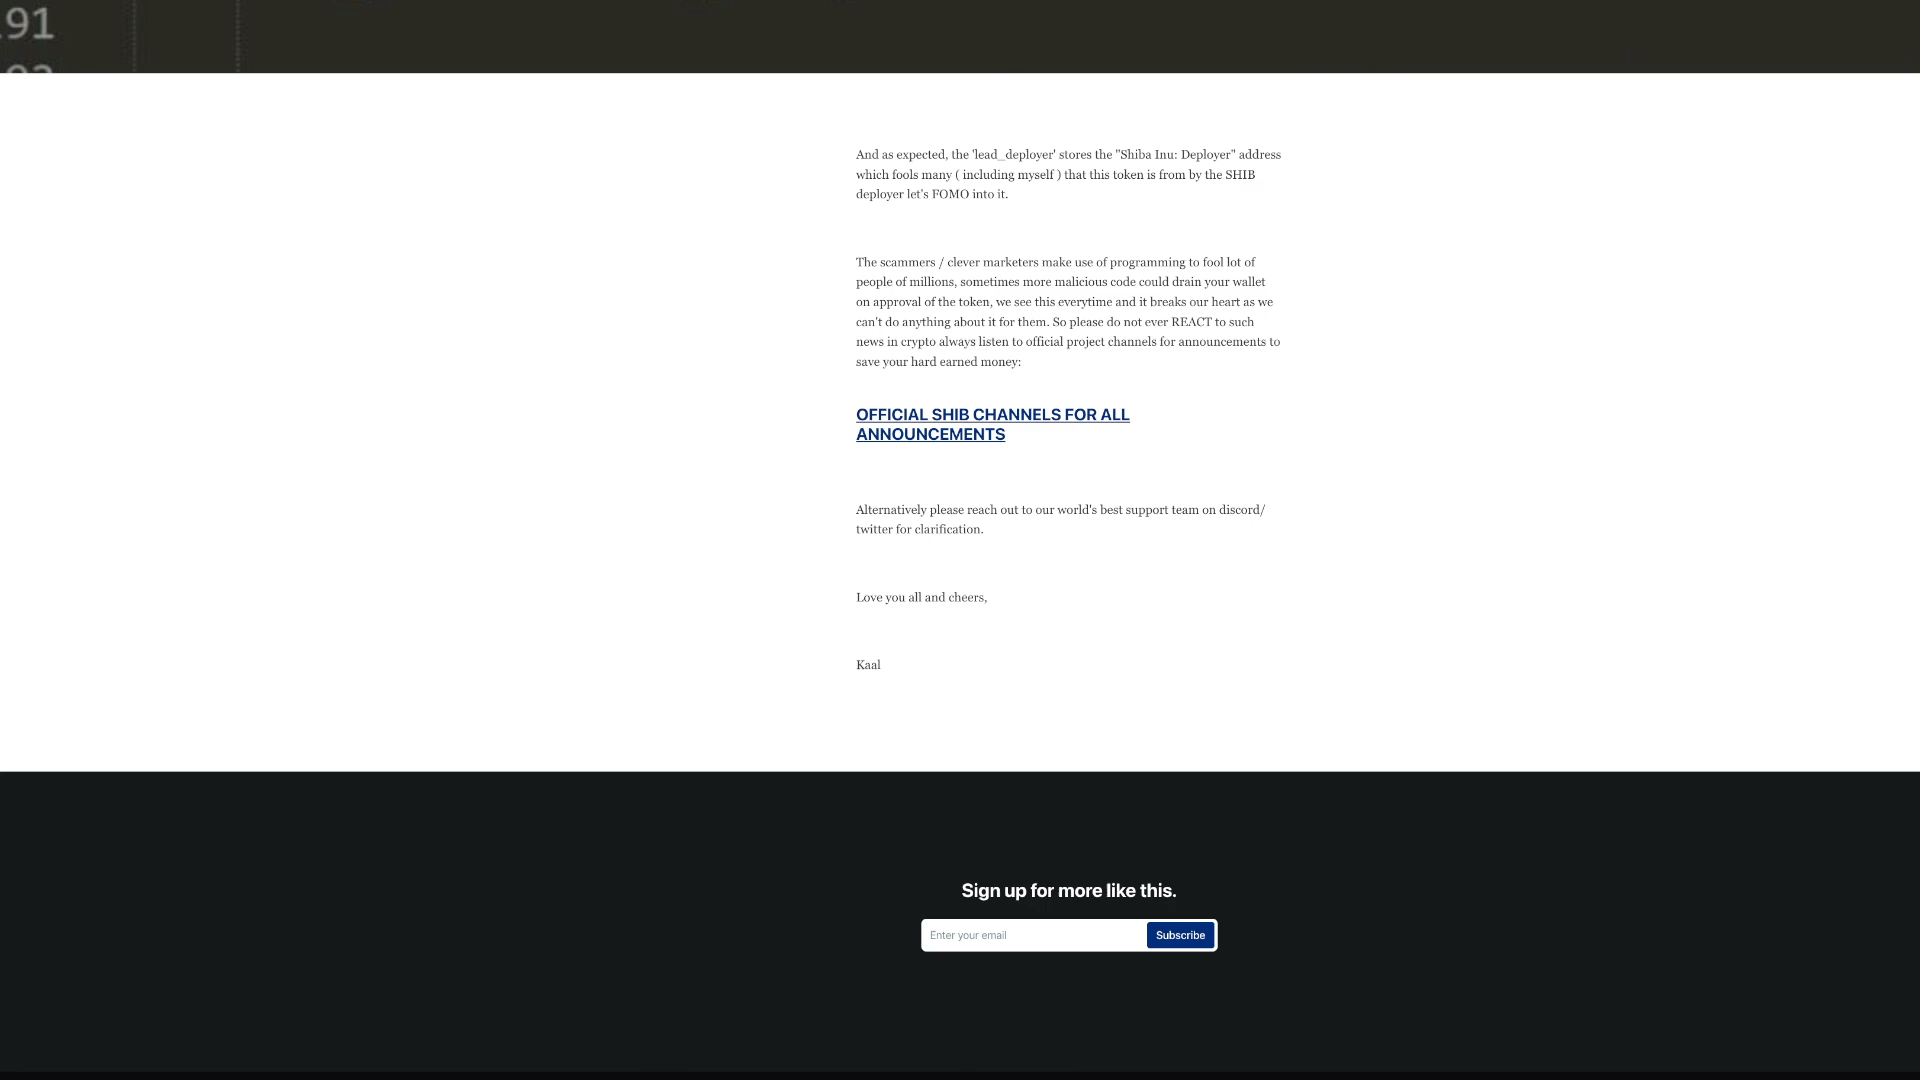 191
And as expected, the 'lead_deployer' stores the "Shiba Inu: Deployer" address
which fools many ( including myself ) that this token is from by the SHIB
deployer let's FOMO into it.
The scammers / clever marketers make use of programming to fool lot of
people of millions, sometimes more malicious code could drain your wallet
on approval of the token, we see this everytime and it breaks our heart as we
can't do anything about it for them. So please do not ever REACT to such
news in crypto always listen to official project channels for announcements to
save your hard earned money:
OFFICIAL SHIB CHANNELS FOR ALL
ANNOUNCEMENTS
Alternatively please reach out to our world's best support team on discord/
twitter for clarification.
Love you all and cheers,
Kaal
Sign up for more like this.
Enter your email
Subscribe